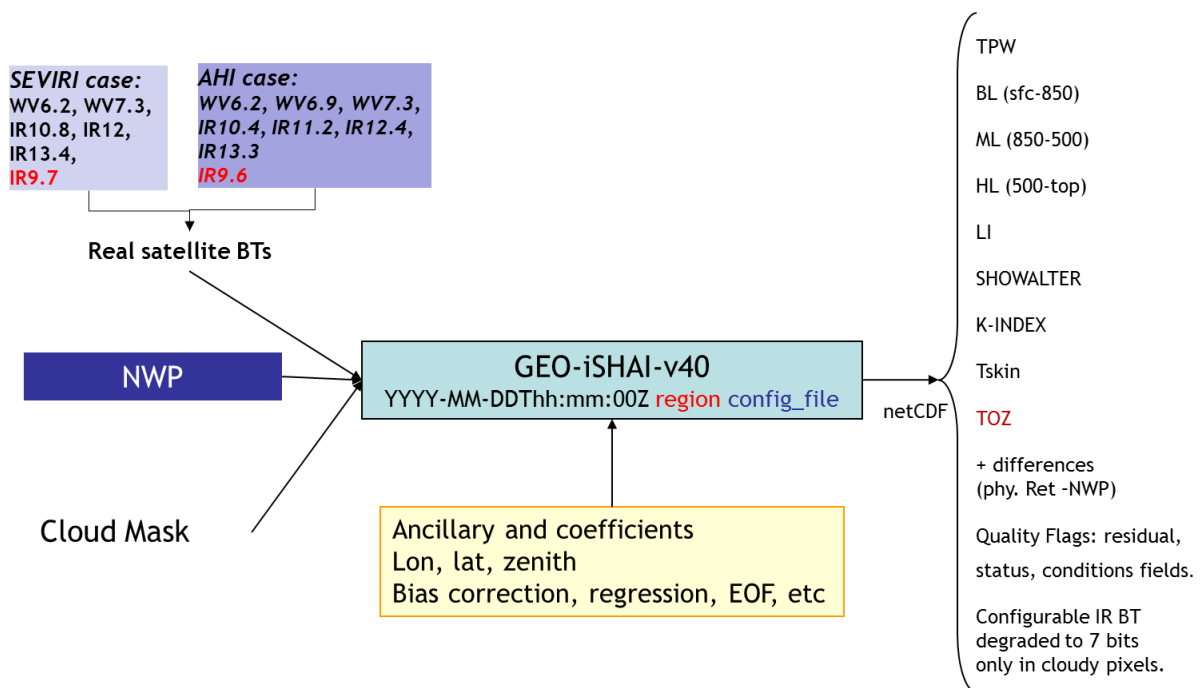 SEVIRI case:
WV6.2, WV7.3,
IR10.8, IR12,
IR13.4,
IR9.7
AHI case:
WV6.2, WV6.9, WV7.3,
IR10.4, IR11.2, IR12.4,
IR13.3
IR9.6
Real satellite BTs
NWP
Cloud Mask
GEO-iSHAI-v40
YYYY-MM-DDThh:mm:00Z region config_file
Ancillary and coefficients
Lon, lat, zenith
Bias correction, regression, EOF, etc
netCDF
TPW
BL (sfc-850)
ML (850-500)
HL (500-top)
LI
SHOWALTER
K-INDEX
Tskin
TOZ
+ differences
(phy. Ret -NWP)
Quality Flags: residual,
status, conditions fields.
Configurable IR BT
degraded to 7 bits
only in cloudy pixels.